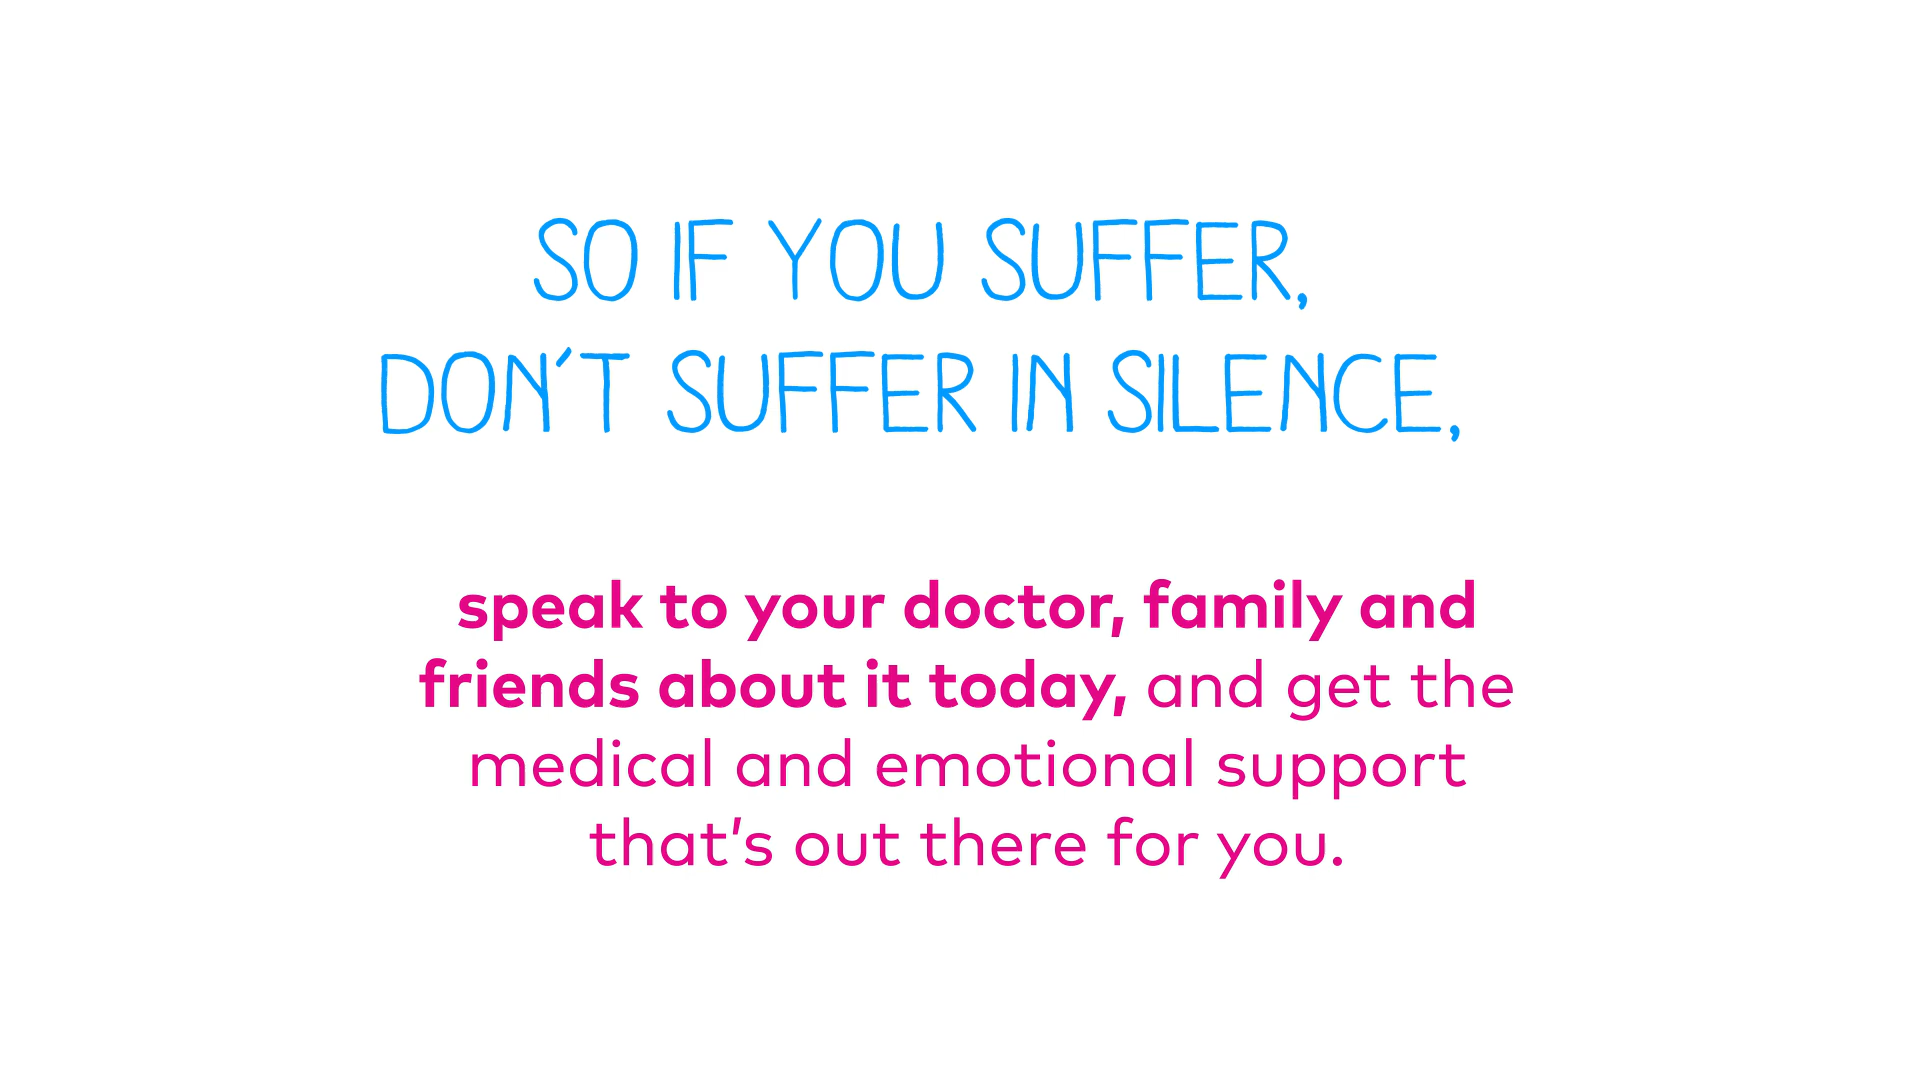 SO IF YOU SUFFER,
DON'T SUFFER IN SILENCE,
speak to your doctor, family and
friends about it today, and get the
medical and emotional support
that's out there for you.